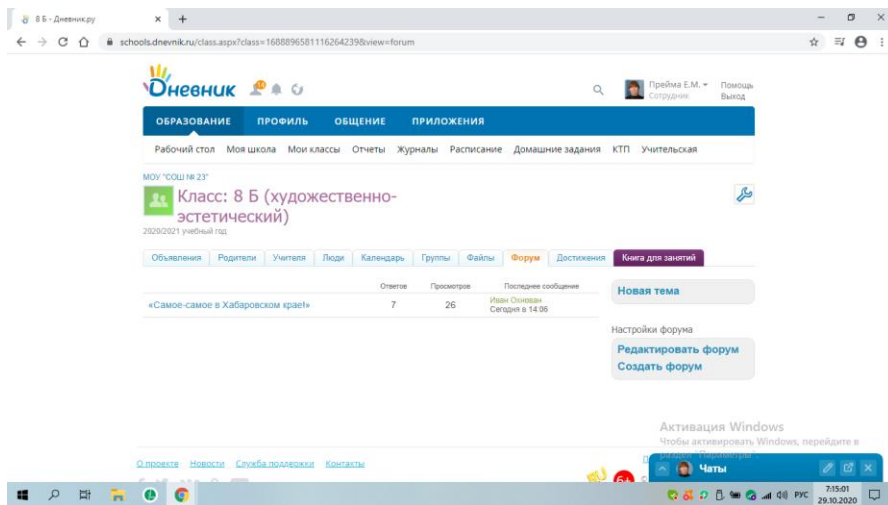 8 Б - Дневник.ру
schools.dnevnik.ru/class.aspx?class=1688896581116264239&view=forum
Дневник
Прейма Е.М.
Сотрудник
Помощь
Выход
ОБРАЗОВАНИЕ ПРОФИЛЬ ОБЩЕНИЕ ПРИЛОЖЕНИЯ
Рабочий стол Моя школа Мои классы Отчеты Журналы Расписание Домашние задания КТП Учительская
МОУ "СОШ № 23"
Класс: 8 Б (художественно-
эстетический)
2020/2021 учебный год
Объявления Родители Учителя Люди Календарь Группы Файлы Форум Достижения Книга для занятий
Ответов Просмотров Последнее сообщение
«Самое-самое в Хабаровском крае!» 7 26 Иван
Сегодня в 14:06
Новая тема
Настройки форума
Редактировать форум
Создать форум
Активация Windows
Чтобы активировать Windows, перейдите в
раздел "Параметры".
О проекте Новости Служба поддержки Контакты
6+
Чаты
РУС
7:15:01
29.10.2020